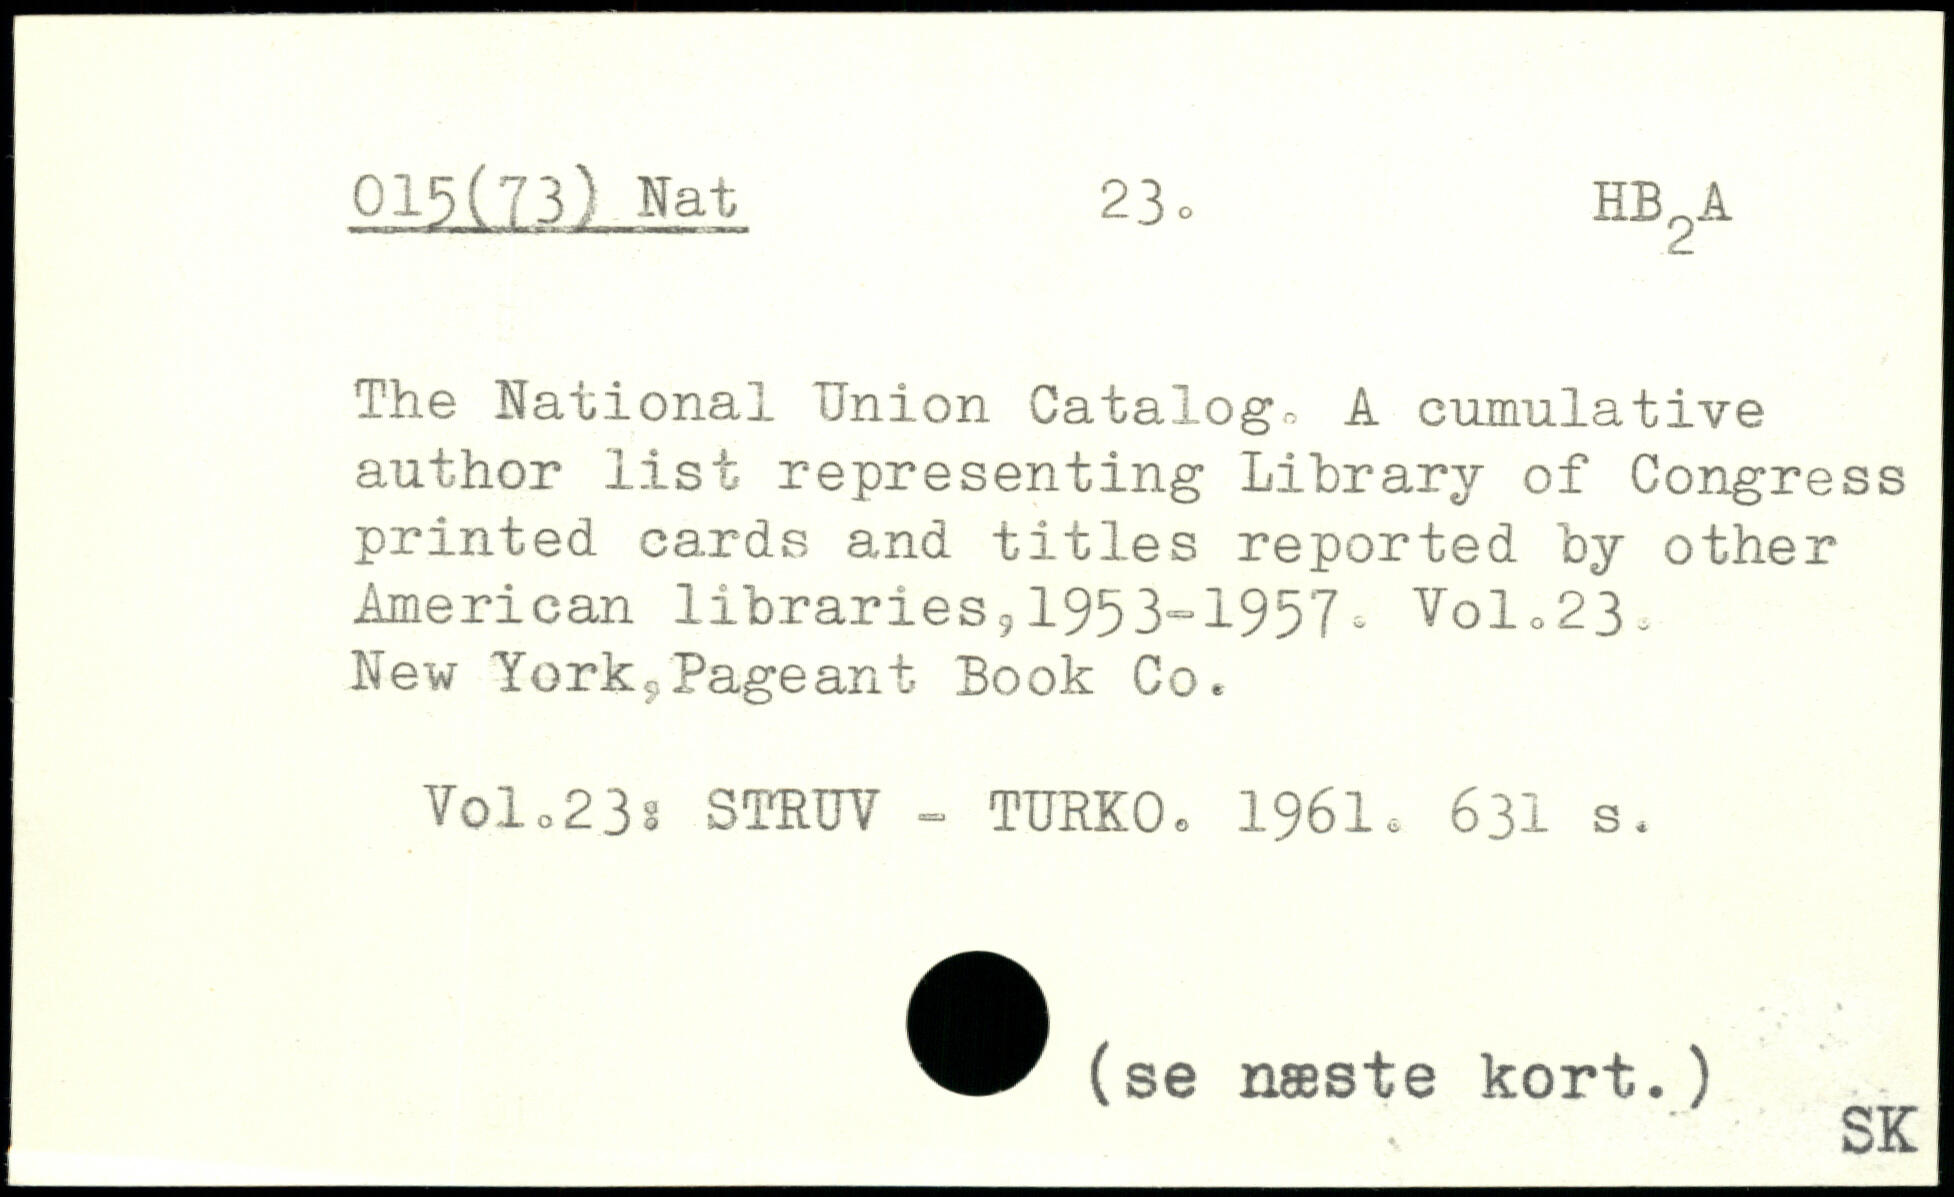 015(73) Nat 23. HB₂A
The National Union Catalog. A cumulative
author list representing Library of Congress
printed cards and titles reported by other
American libraries,1953-1957. Vol.23.
New York,Pageant Book Co.
Vol.23: STRUV - TURKO. 1961. 631 s.
(se næste kort.)
SK